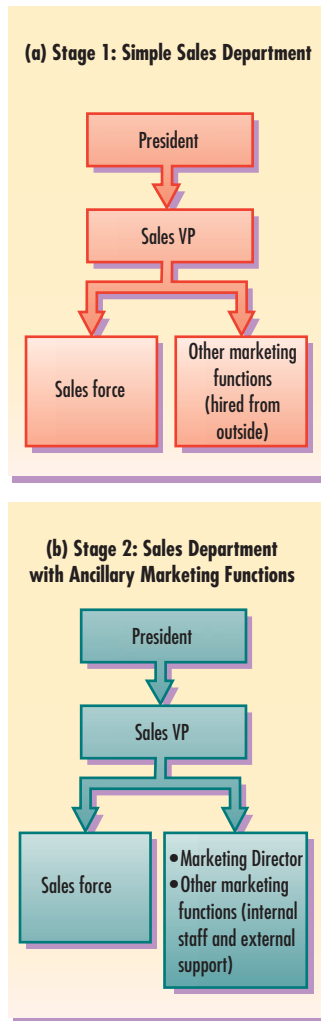 (a) Stage 1: Simple Sales Department
President
Sales VP
Sales force
Other marketing
functions
(hired from
outside)
(b) Stage 2: Sales Department
with Ancillary Marketing Functions
President
Sales VP
Sales force
•Marketing Director
•Other marketing
functions (internal
staff and external
support)